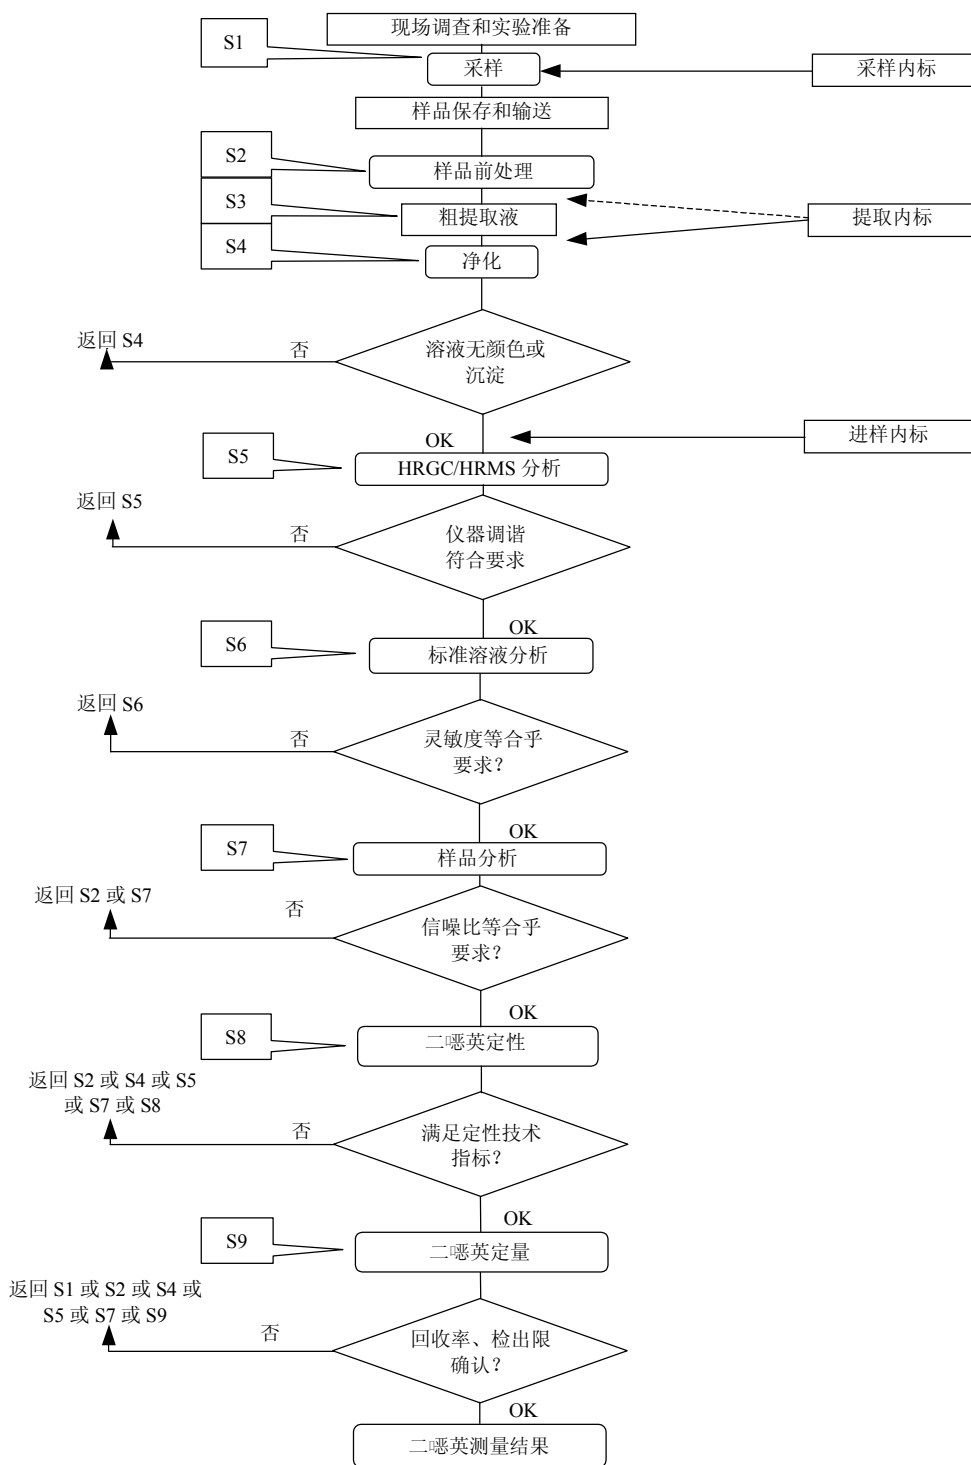 现场调查和实验准备
S1
采样
采样内标
样品保存和输送
S2
样品前处理
S3
粗提取液
提取内标
S4
净化
返回 S4
否
溶液无颜色或
沉淀
OK
进样内标
S5
HRGC/HRMS 分析
返回 S5
否
仪器调谐
符合要求
OK
S6
标准溶液分析
返回 S6
否
灵敏度等合乎
要求?
OK
S7
样品分析
返回 S2 或 S7
否
信噪比等合乎
要求?
OK
S8
二噁英定性
返回 S2 或 S4 或 S5
或 S7 或 S8
否
满足定性技术
指标?
OK
S9
二噁英定量
返回 S1 或 S2 或 S4 或
S5 或 S7 或 S9
否
回收率、检出限
确认?
OK
二噁英测量结果